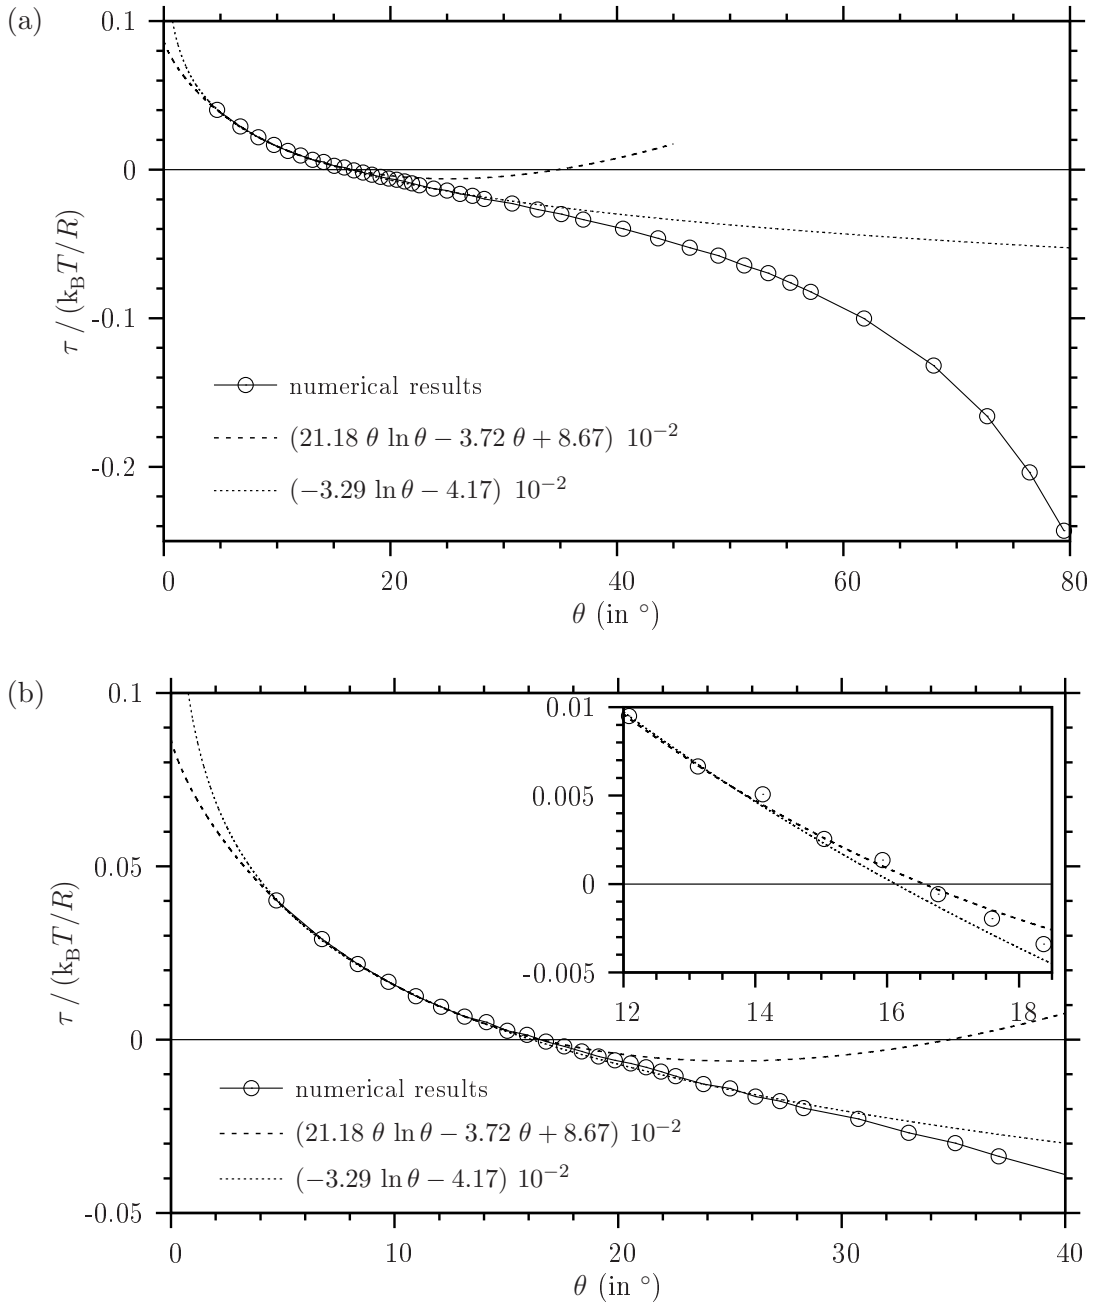 (a)
0.1
0
-0.1
-0.2
τ / (k_BT/R)
numerical results
(21.18 θ ln θ − 3.72 θ + 8.67) 10⁻²
(−3.29 ln θ − 4.17) 10⁻²
0 20 40 60 80
θ (in °)
(b)
0.1
0.05
0
-0.05
τ / (k_BT/R)
0.01
0.005
0
-0.005
12 14 16 18
numerical results
(21.18 θ ln θ − 3.72 θ + 8.67) 10⁻²
(−3.29 ln θ − 4.17) 10⁻²
0 10 20 30 40
θ (in °)